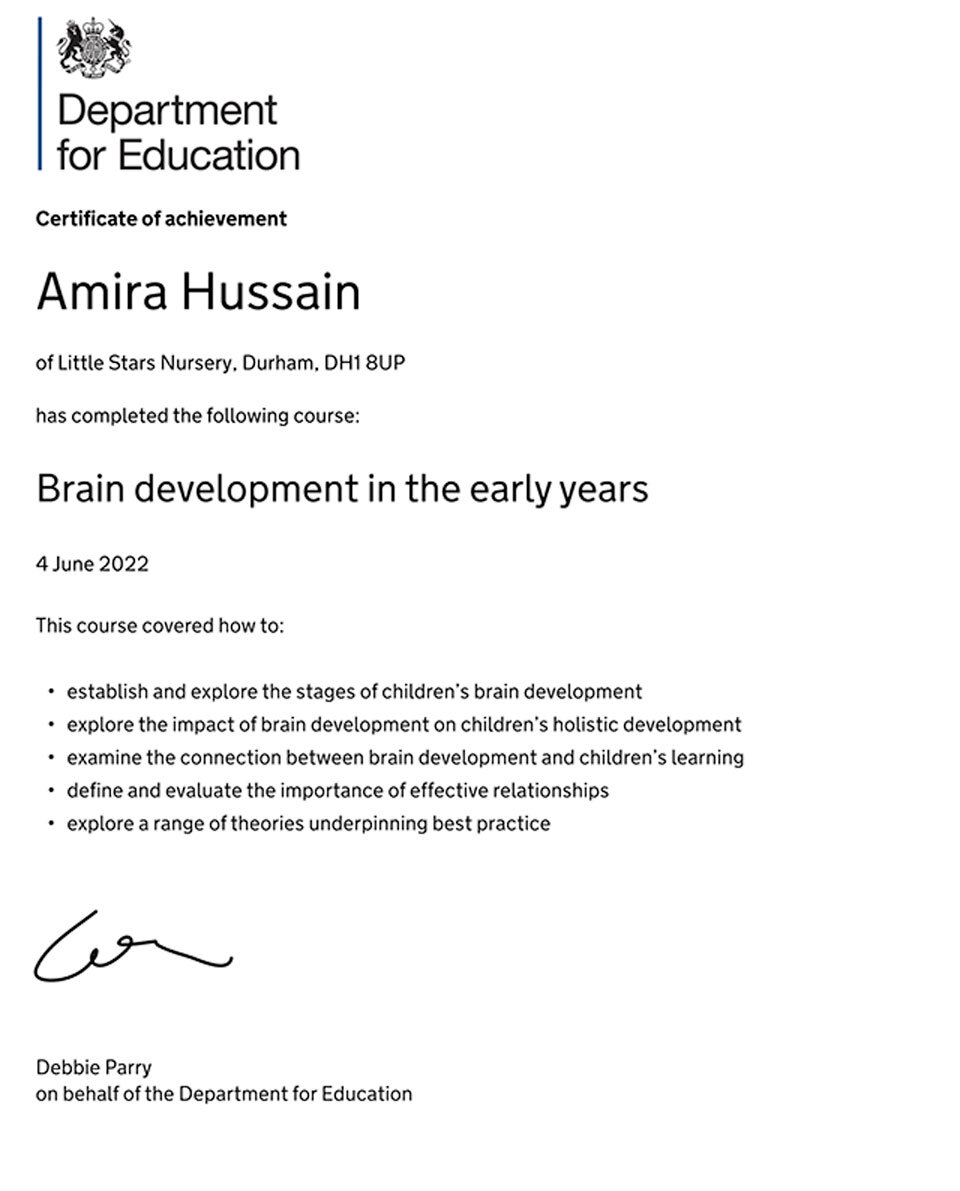 Department
for Education
Certificate of achievement
Amira Hussain
of Little Stars Nursery, Durham, DH1 8UP
has completed the following course:
Brain development in the early years
4 June 2022
This course covered how to:
• establish and explore the stages of children’s brain development
• explore the impact of brain development on children’s holistic development
• examine the connection between brain development and children’s learning
• define and evaluate the importance of effective relationships
• explore a range of theories underpinning best practice
Debbie Parry
on behalf of the Department for Education